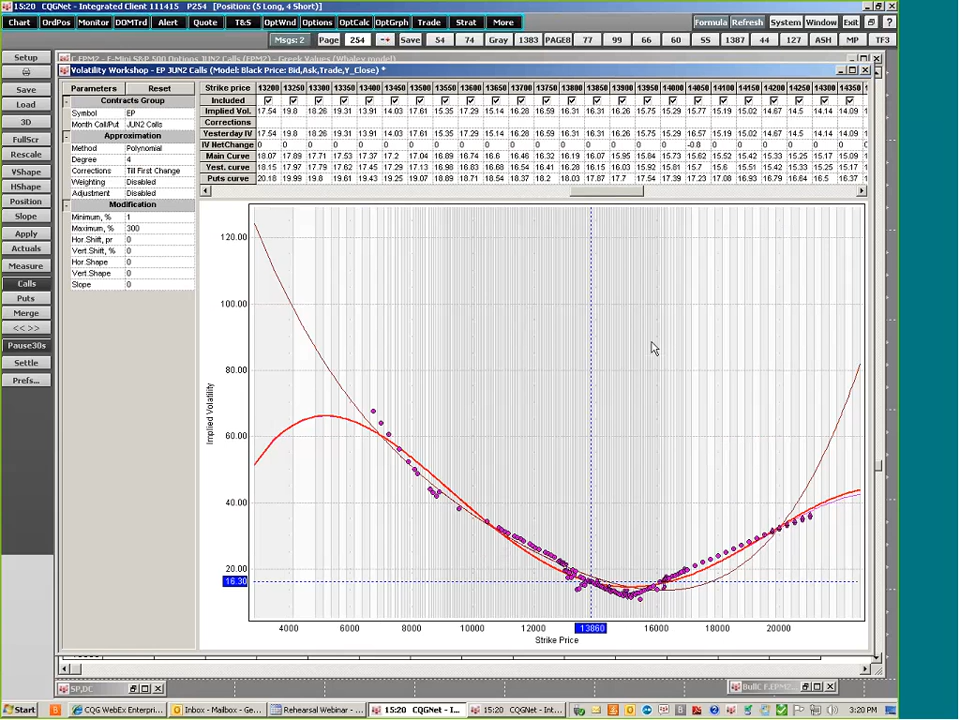 15:20 CQGNet - Integrated Client 111415 P254 [Position: (5 Long, 4 Short)]
Chart OrdPos Monitor DOMTrd Alert Quote T&S OptWnd Options OptCalc OptGrph Trade Strat More Formula Refresh System Window Exit
Msgs: 2 Page 254 Save 54 74 Gray 1383 PAGE8 77 99 66 60 SS 1387 44 127 ASH MP TF3
Volatility Workshop - EP JUN2 Calls (Model: Black Price: Bid,Ask,Trade,Y_Close) *
Setup
Save
Load
3D
FullScr
Rescale
VShape
HShape
Position
Slope
Apply
Actuals
Measure
Calls
Puts
Merge
<< >>
Pause30s
Settle
Prefs...
Parameters Reset
Contracts Group
Symbol EP
Month Call/Put JUN2 Calls
Approximation
Method Polynomial
Degree 4
Corrections Till First Change
Weighting Disabled
Adjustment Disabled
Modification
Minimum, % 1
Maximum, % 300
Hor.Shift, pr 0
Vert.Shift, % 0
Hor.Shape 0
Vert.Shape 0
Slope 0
Strike price 13200 13250 13300 13350 13400 13450 13500 13550 13600 13650 13700 13750 13800 13850 13900 13950 14000 14050 14100 14150 14200 14250 14300 14350
Included
Implied Vol. 17.54 19.8 18.26 19.31 13.91 14.03 17.61 15.35 17.29 15.14 16.28 16.59 16.31 16.31 16.26 15.75 15.29 15.77 15.19 15.02 14.67 14.5 14.14 14.09
Corrections
Yesterday IV 17.54 19.8 18.26 19.31 13.91 14.03 17.61 15.35 17.29 15.14 16.28 16.59 16.31 16.31 16.26 15.75 15.29 16.57 15.19 15.02 14.67 14.5 14.14 14.09
IV NetChange 0 0 0 0 0 0 0 0 0 0 0 0 0 0 0 0 0 -0.8 0 0 0 0 0 0
Main Curve 18.07 17.89 17.71 17.53 17.37 17.2 17.04 16.89 16.74 16.6 16.46 16.32 16.19 16.07 15.95 15.84 15.73 15.62 15.52 15.42 15.33 15.25 15.17 15.09
Yest. curve 18.15 17.97 17.79 17.62 17.45 17.29 17.13 16.98 16.83 16.68 16.54 16.41 16.28 16.15 16.03 15.91 15.8 15.7 15.6 15.51 15.41 15.33 15.25 15.17
Puts curve 20.18 19.99 19.8 19.61 19.43 19.25 19.07 18.89 18.71 18.54 18.37 18.2 18.03 17.87 17.7 17.54 17.39 17.23 17.08 16.93 16.79 16.64 16.5 16.37
120.00
100.00
80.00
60.00
40.00
20.00
16.30
Implied Volatility
4000 6000 8000 10000 12000 13860 16000 18000 20000
Strike Price
SP,DC
BullC F.EPM2...
Start CQG WebEx Enterpri... Inbox - Mailbox - Ge... Rehearsal Webinar - ... 15:20 CQGNet - I... 15:20 CQGNet - Int... 3:20 PM